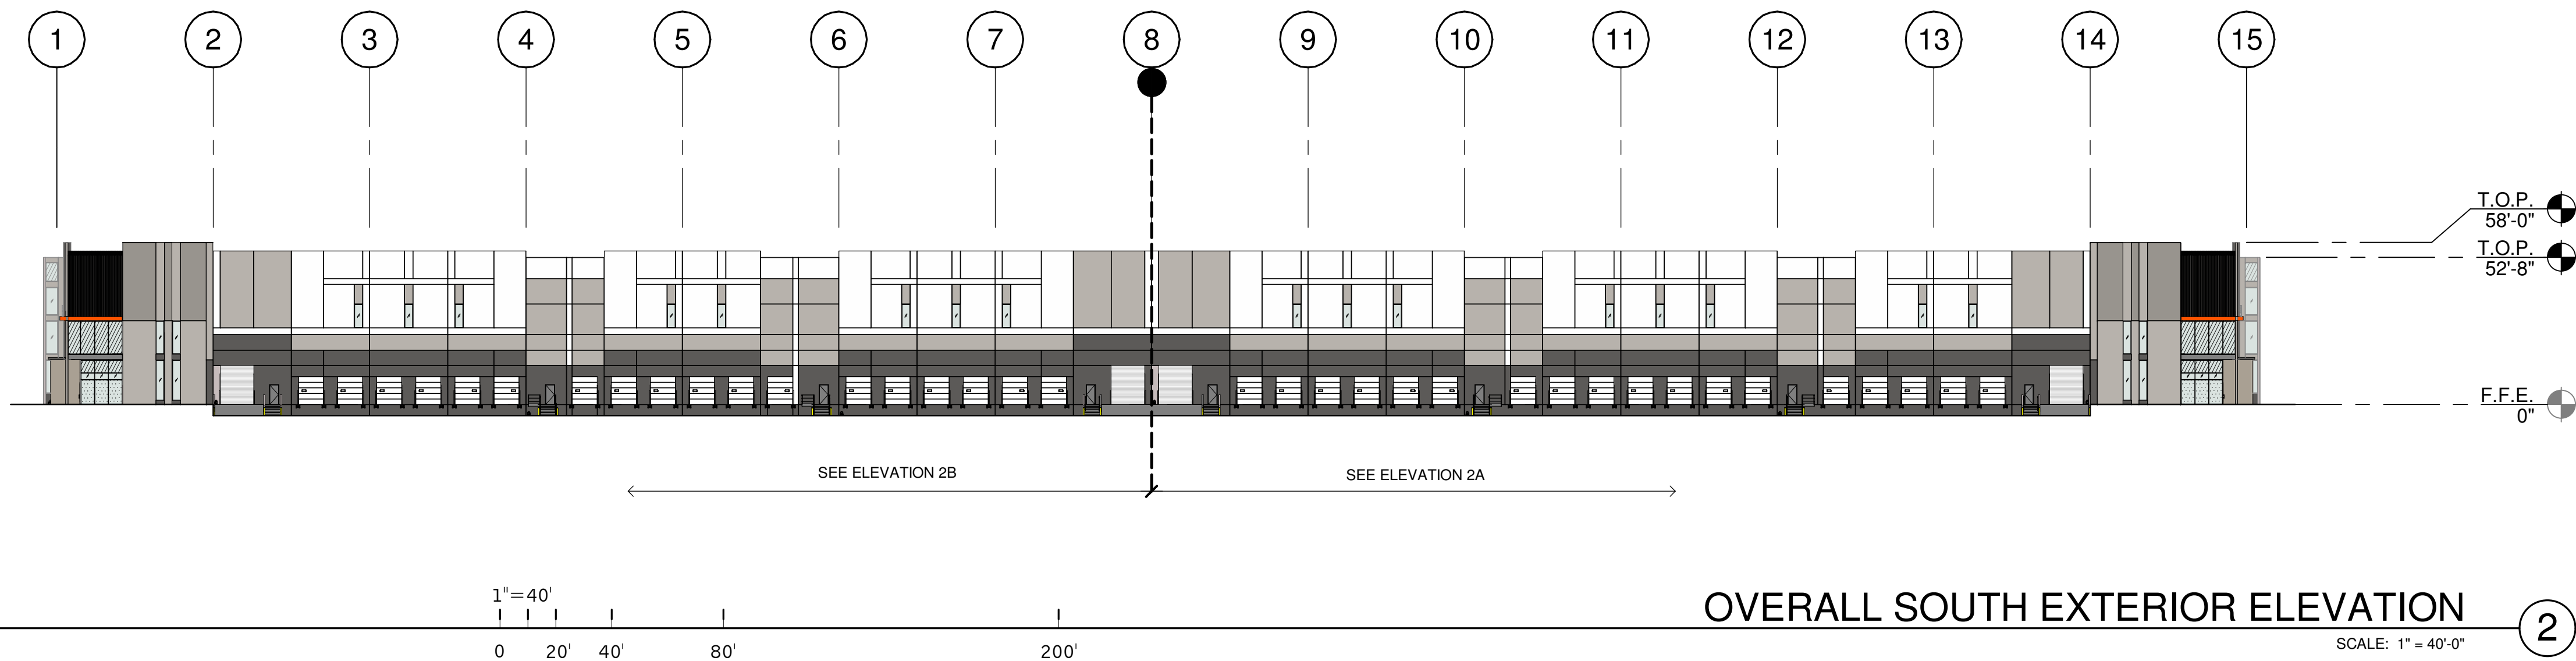 1 2 3 4 5 6 7 8 9 10 11 12 13 14 15
T.O.P.
58'-0"
T.O.P.
52'-8"
F.F.E.
0"
SEE ELEVATION 2B
SEE ELEVATION 2A
1"=40'
0 20' 40' 80' 200'
OVERALL SOUTH EXTERIOR ELEVATION
2
SCALE: 1" = 40'-0"